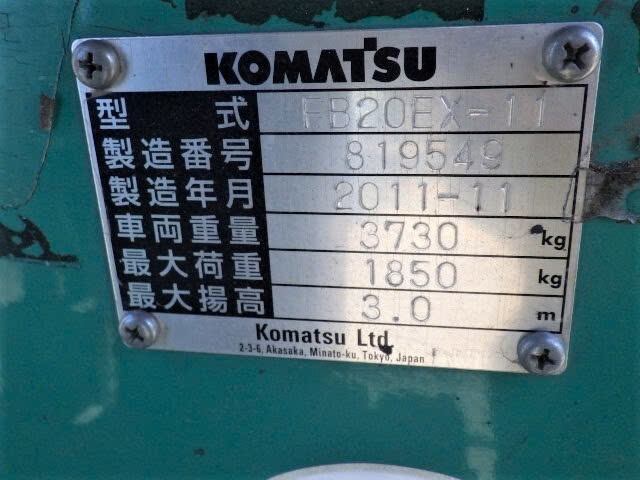 KOMATSU
型式 FB20EX-11
製造番号 819549
製造年月 2011-11
車両重量 3730 kg
最大荷重 1850 kg
最大揚高 3.0 m
Komatsu Ltd.
2-3-6, Akasaka, Minato-ku, Tokyo, Japan